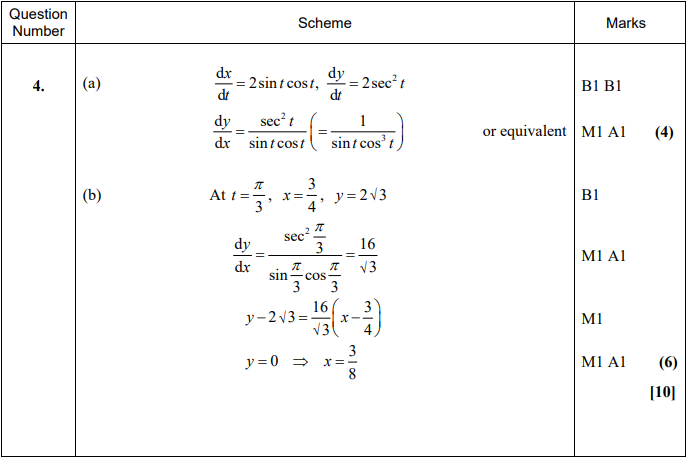 Question Number Scheme Marks
4. (a) dx/dt = 2 sin t cos t, dy/dt = 2 sec² t B1 B1
dy/dx = sec² t / (sin t cos t) (= 1 / (sin t cos³ t)) or equivalent M1 A1 (4)
(b) At t = π/3, x = 3/4, y = 2√3 B1
dy/dx = sec² π/3 / (sin π/3 cos π/3) = 16/√3 M1 A1
y − 2√3 = 16/√3 (x − 3/4) M1
y = 0 ⇒ x = 3/8 M1 A1 (6)
[10]